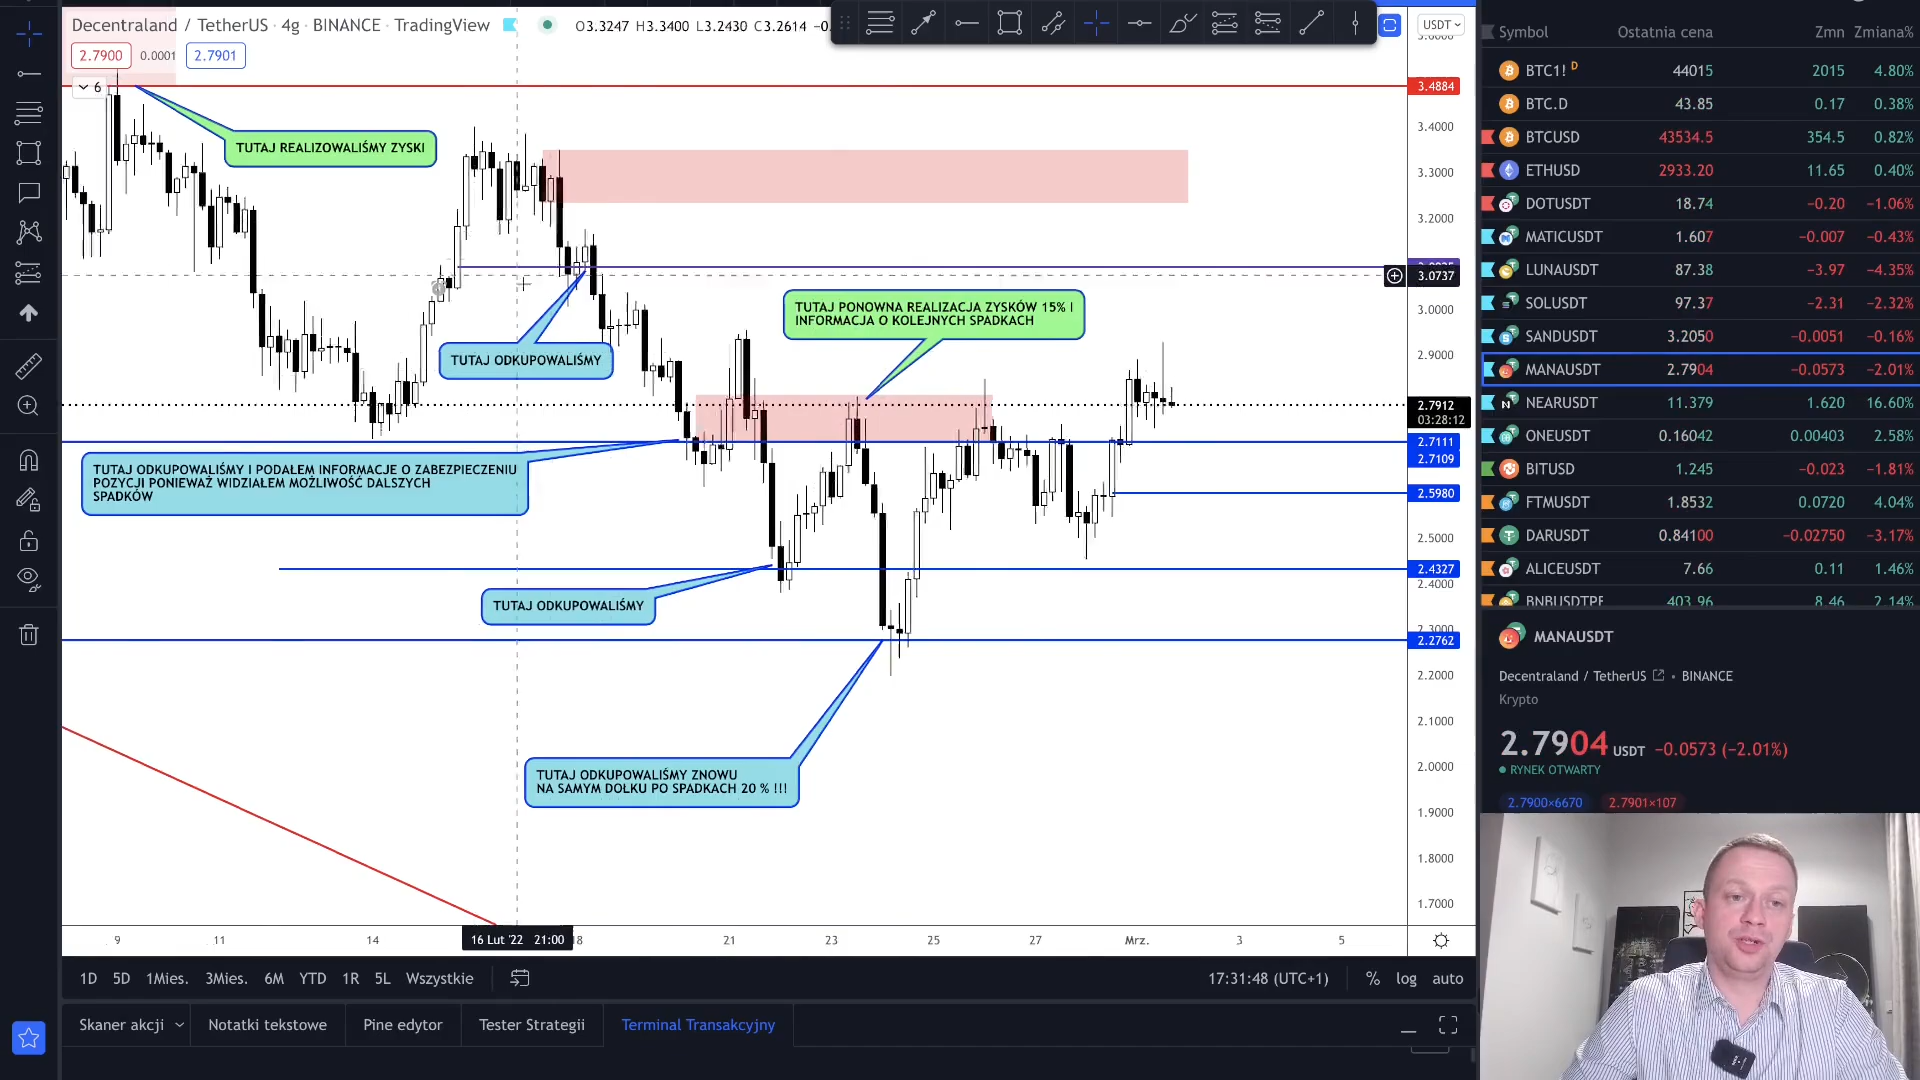 Decentraland / TetherUS · 4g · BINANCE · TradingView
O3.3247 H3.3400 L3.2430 C3.2614
USDT
2.7900 0.0001 2.7901
6
3.4884
3.4000
3.3000
3.2000
3.0737
3.0000
2.9000
2.7912
03:28:12
2.7111
2.7109
2.5980
2.5000
2.4327
2.4000
2.3000
2.2762
2.2000
2.1000
2.0000
1.9000
1.8000
1.7000
TUTAJ REALIZOWALIŚMY ZYSKI
TUTAJ ODKUPOWALIŚMY
TUTAJ PONOWNA REALIZACJA ZYSKÓW 15% I
INFORMACJA O KOLEJNYCH SPADKACH
TUTAJ ODKUPOWALIŚMY I PODAŁEM INFORMACJE O ZABEZPIECZENIU
POZYCJI PONIEWAŻ WIDZIAŁEM MOŻLIWOŚĆ DALSZYCH
SPADKÓW
TUTAJ ODKUPOWALIŚMY
TUTAJ ODKUPOWALIŚMY ZNOWU
NA SAMYM DOŁKU PO SPADKACH 20 % !!!
9 11 14 16 Lut '22 21:00 18 21 23 25 27 Mrz. 3 5
1D 5D 1Mies. 3Mies. 6M YTD 1R 5L Wszystkie
17:31:48 (UTC+1) % log auto
Skaner akcji Notatki tekstowe Pine edytor Tester Strategii Terminal Transakcyjny
Symbol Ostatnia cena Zmn Zmiana%
BTC1! D 44015 2015 4.80%
BTC.D 43.85 0.17 0.38%
BTCUSD 43534.5 354.5 0.82%
ETHUSD 2933.20 11.65 0.40%
DOTUSDT 18.74 −0.20 −1.06%
MATICUSDT 1.607 −0.007 −0.43%
LUNAUSDT 87.38 −3.97 −4.35%
SOLUSDT 97.37 −2.31 −2.32%
SANDUSDT 3.2050 −0.0051 −0.16%
MANAUSDT 2.7904 −0.0573 −2.01%
NEARUSDT 11.379 1.620 16.60%
ONEUSDT 0.16042 0.00403 2.58%
BITUSD 1.245 −0.023 −1.81%
FTMUSDT 1.8532 0.0720 4.04%
DARUSDT 0.84100 −0.02750 −3.17%
ALICEUSDT 7.66 0.11 1.46%
BNBUSDTPE 403.96 8.46 2.14%
MANAUSDT
Decentraland / TetherUS • BINANCE
Krypto
2.7904 USDT −0.0573 (−2.01%)
RYNEK OTWARTY
2.7900×6670 2.7901×107